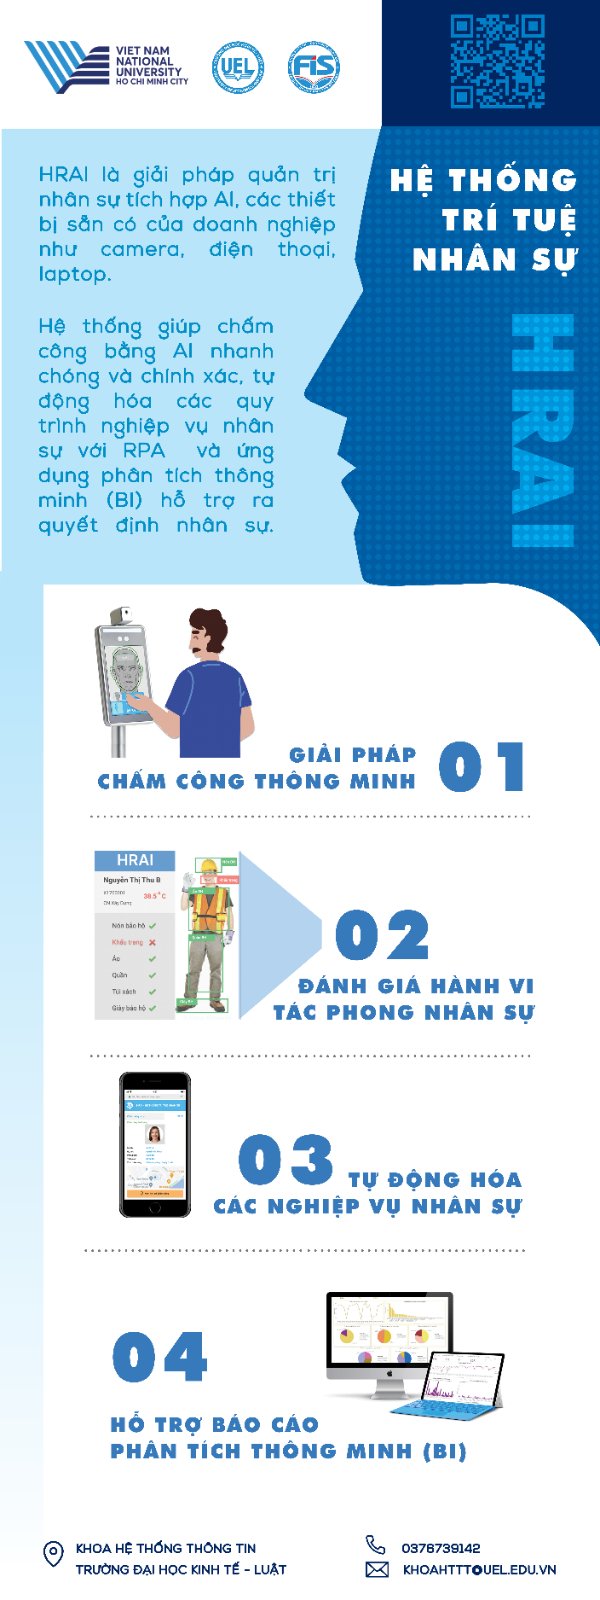 VIET NAM
NATIONAL
UNIVERSITY
HO CHI MINH CITY
UEL
FIS
HỆ THỐNG
TRÍ TUỆ
NHÂN SỰ
HRAI
HRAI là giải pháp quản trị
nhân sự tích hợp AI, các thiết
bị sẵn có của doanh nghiệp
như camera, điện thoại,
laptop.
Hệ thống giúp chấm
công bằng AI nhanh
chóng và chính xác, tự
động hóa các quy
trình nghiệp vụ nhân
sự với RPA và ứng
dụng phân tích thông
minh (BI) hỗ trợ ra
quyết định nhân sự.
GIẢI PHÁP
CHẤM CÔNG THÔNG MINH
01
HRAI
Nguyễn Thị Thu B
38.5°C
Nón bảo hộ
Khẩu trang
Áo
Quần
Túi xách
Giày bảo hộ
02
ĐÁNH GIÁ HÀNH VI
TÁC PHONG NHÂN SỰ
03
TỰ ĐỘNG HÓA
CÁC NGHIỆP VỤ NHÂN SỰ
04
HỖ TRỢ BÁO CÁO
PHÂN TÍCH THÔNG MINH (BI)
KHOA HỆ THỐNG THÔNG TIN
TRƯỜNG ĐẠI HỌC KINH TẾ - LUẬT
0378739142
KHOAHTTT@UEL.EDU.VN